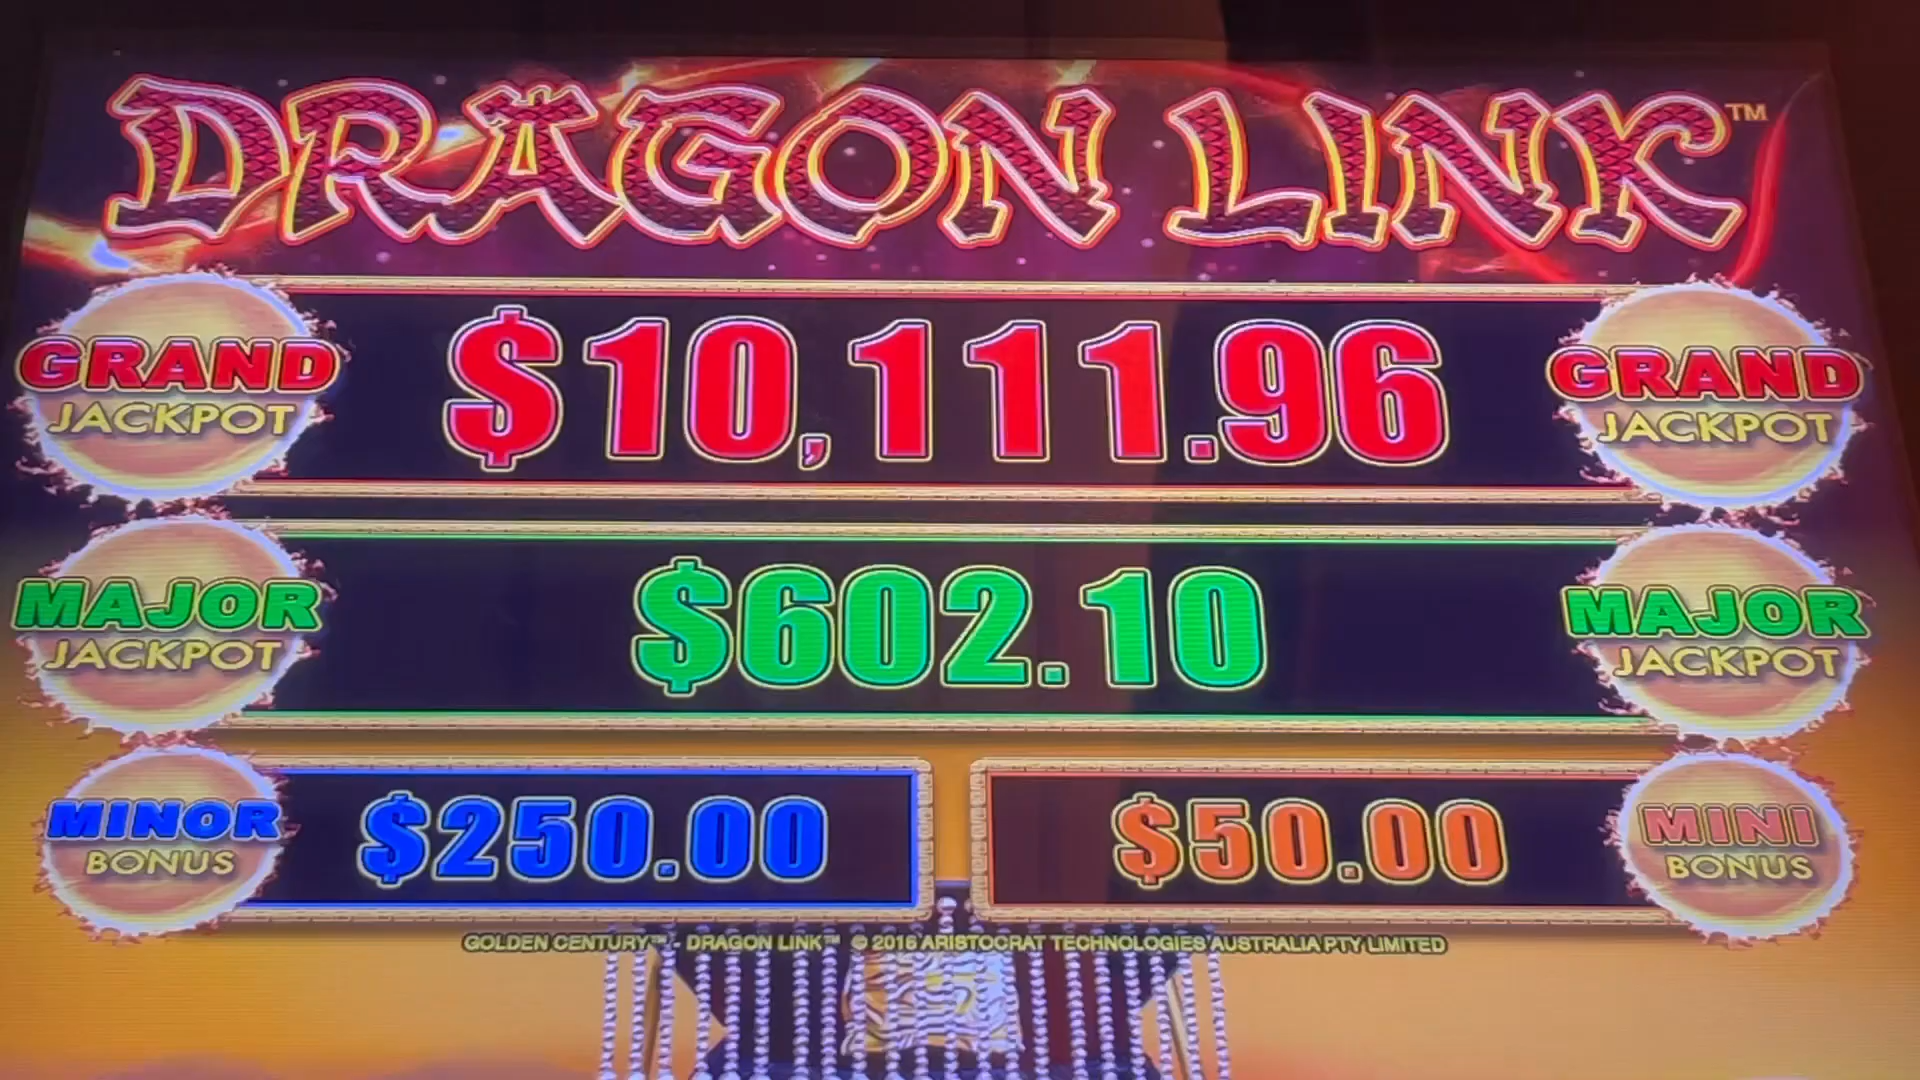 DRAGON LINK™
GRAND JACKPOT $10,111.96 GRAND JACKPOT
MAJOR JACKPOT $602.10 MAJOR JACKPOT
MINOR BONUS $250.00 $50.00 MINI BONUS
GOLDEN CENTURY™ - DRAGON LINK™ © 2016 ARISTOCRAT TECHNOLOGIES AUSTRALIA PTY LIMITED